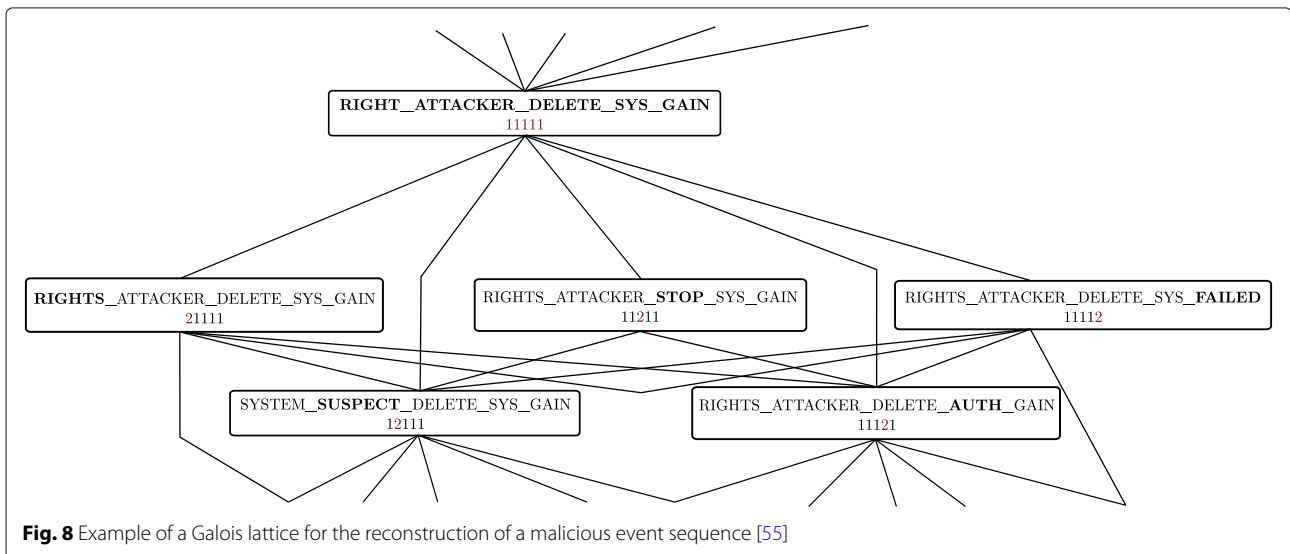 RIGHT_ATTACKER_DELETE_SYS_GAIN
11111
RIGHTS_ATTACKER_DELETE_SYS_GAIN
21111
RIGHTS_ATTACKER_STOP_SYS_GAIN
11211
RIGHTS_ATTACKER_DELETE_SYS_FAILED
11112
SYSTEM_SUSPECT_DELETE_SYS_GAIN
12111
RIGHTS_ATTACKER_DELETE_AUTH_GAIN
11121
Fig. 8 Example of a Galois lattice for the reconstruction of a malicious event sequence [55]